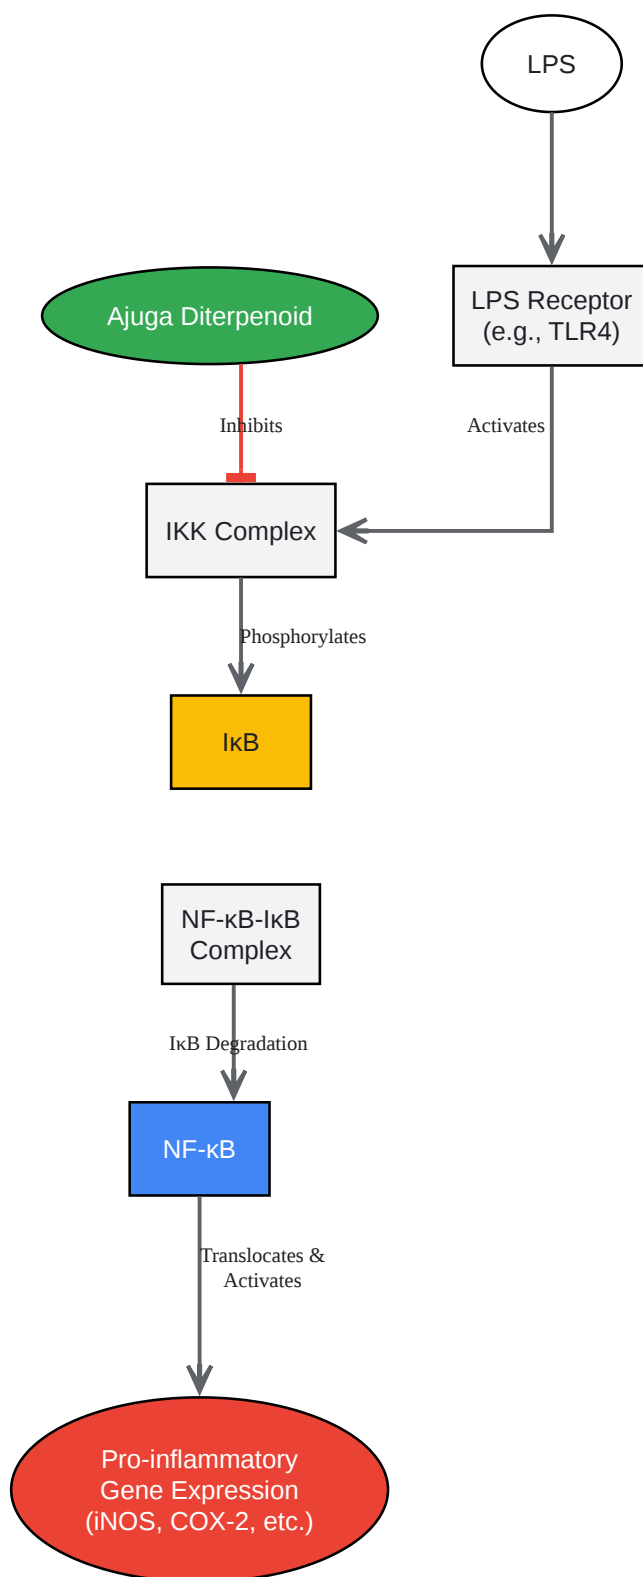 LPS
LPS Receptor
(e.g., TLR4)
Ajuga Diterpenoid
Inhibits
Activates
IKK Complex
Phosphorylates
IκB
NF-κB-IκB
Complex
IκB Degradation
NF-κB
Translocates &
Activates
Pro-inflammatory
Gene Expression
(iNOS, COX-2, etc.)